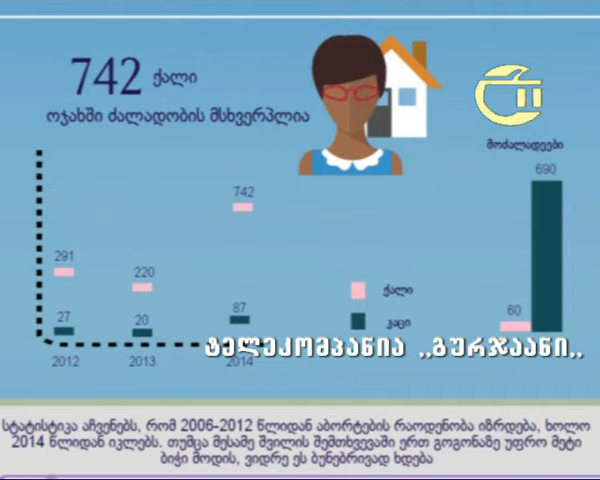 742 ქალი
ოჯახში ძალადობის მსხვერპლია
მოძალადეები
690
742
291
220
ქალი
60
27
20
87
კაცი
2012 2013 2014
ტელეკომპანია ,,გურჯაანი,,
სტატისტიკა აჩვენებს, რომ 2006-2012 წლიდან აბორტების რაოდენობა იზრდება, ხოლო
2014 წლიდან იკლებს. თუმცა მესამე შვილის შემთხვევაში ერთ გოგონაზე უფრო მეტი
ბიჭი მოდის, ვიდრე ეს ბუნებრივად ხდება